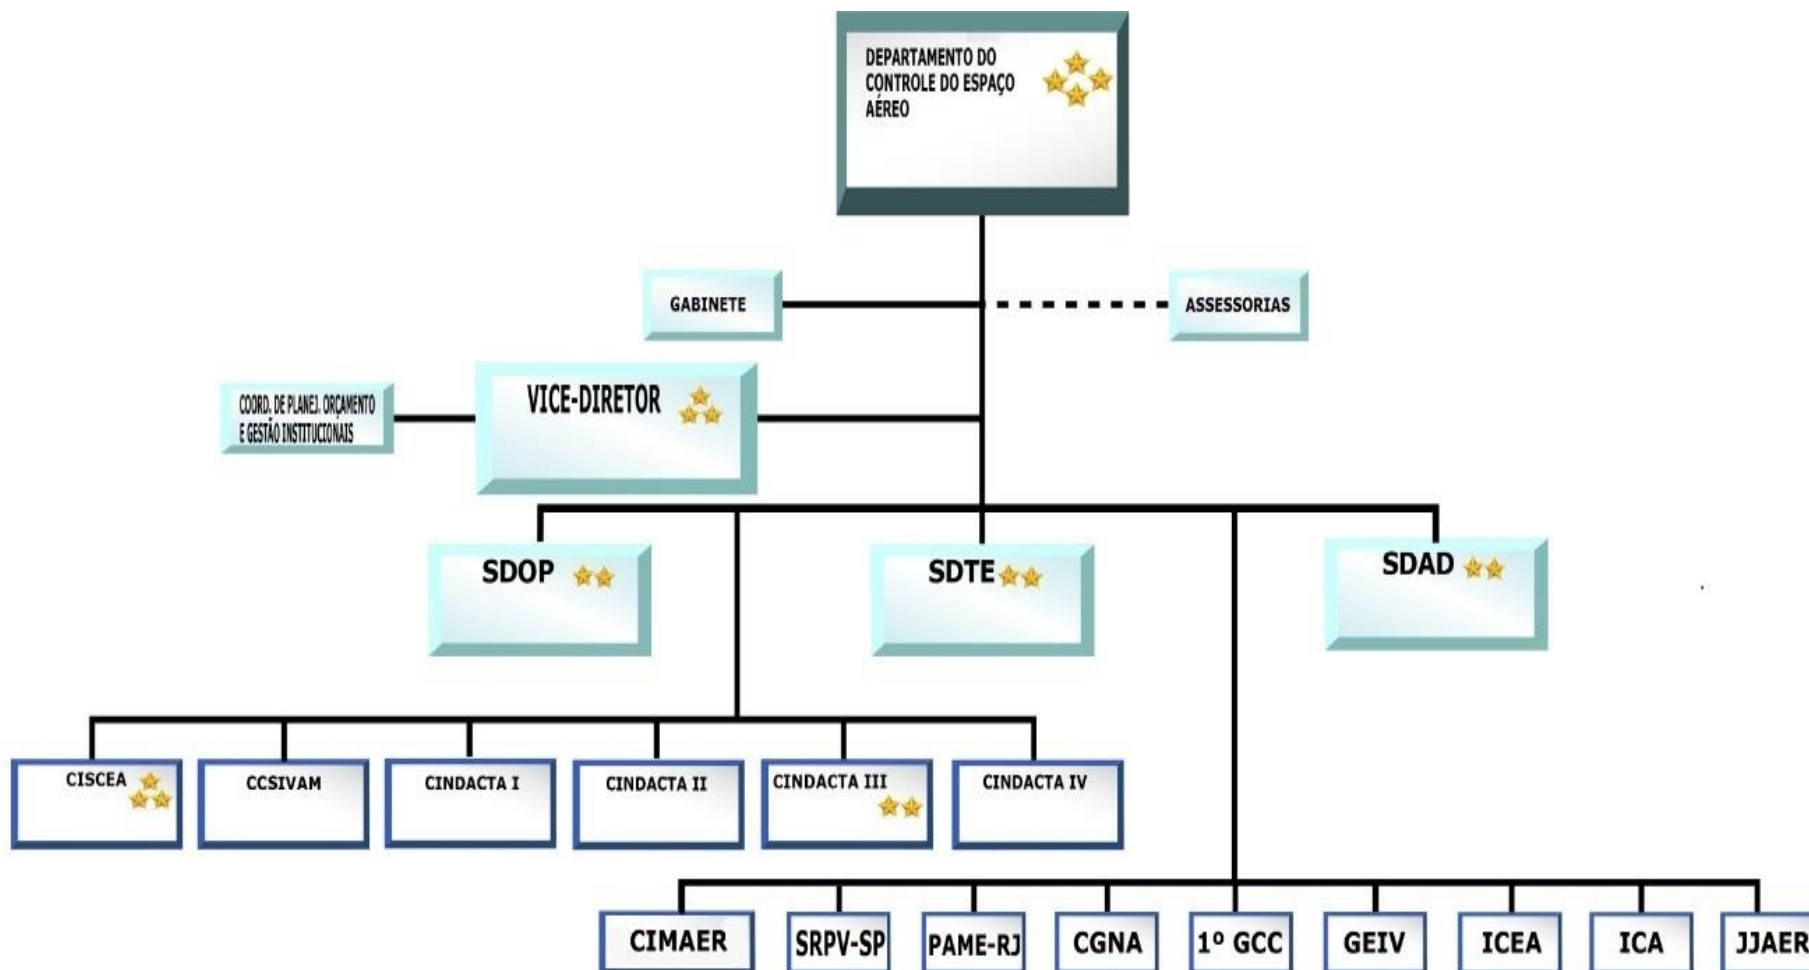 DEPARTAMENTO DO
CONTROLE DO ESPAÇO
AÉREO
GABINETE
ASSESSORIAS
COORD. DE PLANEJ. ORÇAMENTO
E GESTÃO INSTITUCIONAIS
VICE-DIRETOR
SDOP
SDTE
SDAD
CISCEA
CCSIVAM
CINDACTA I
CINDACTA II
CINDACTA III
CINDACTA IV
CIMAER
SRPV-SP
PAME-RJ
CGNA
1º GCC
GEIV
ICEA
ICA
JJAER